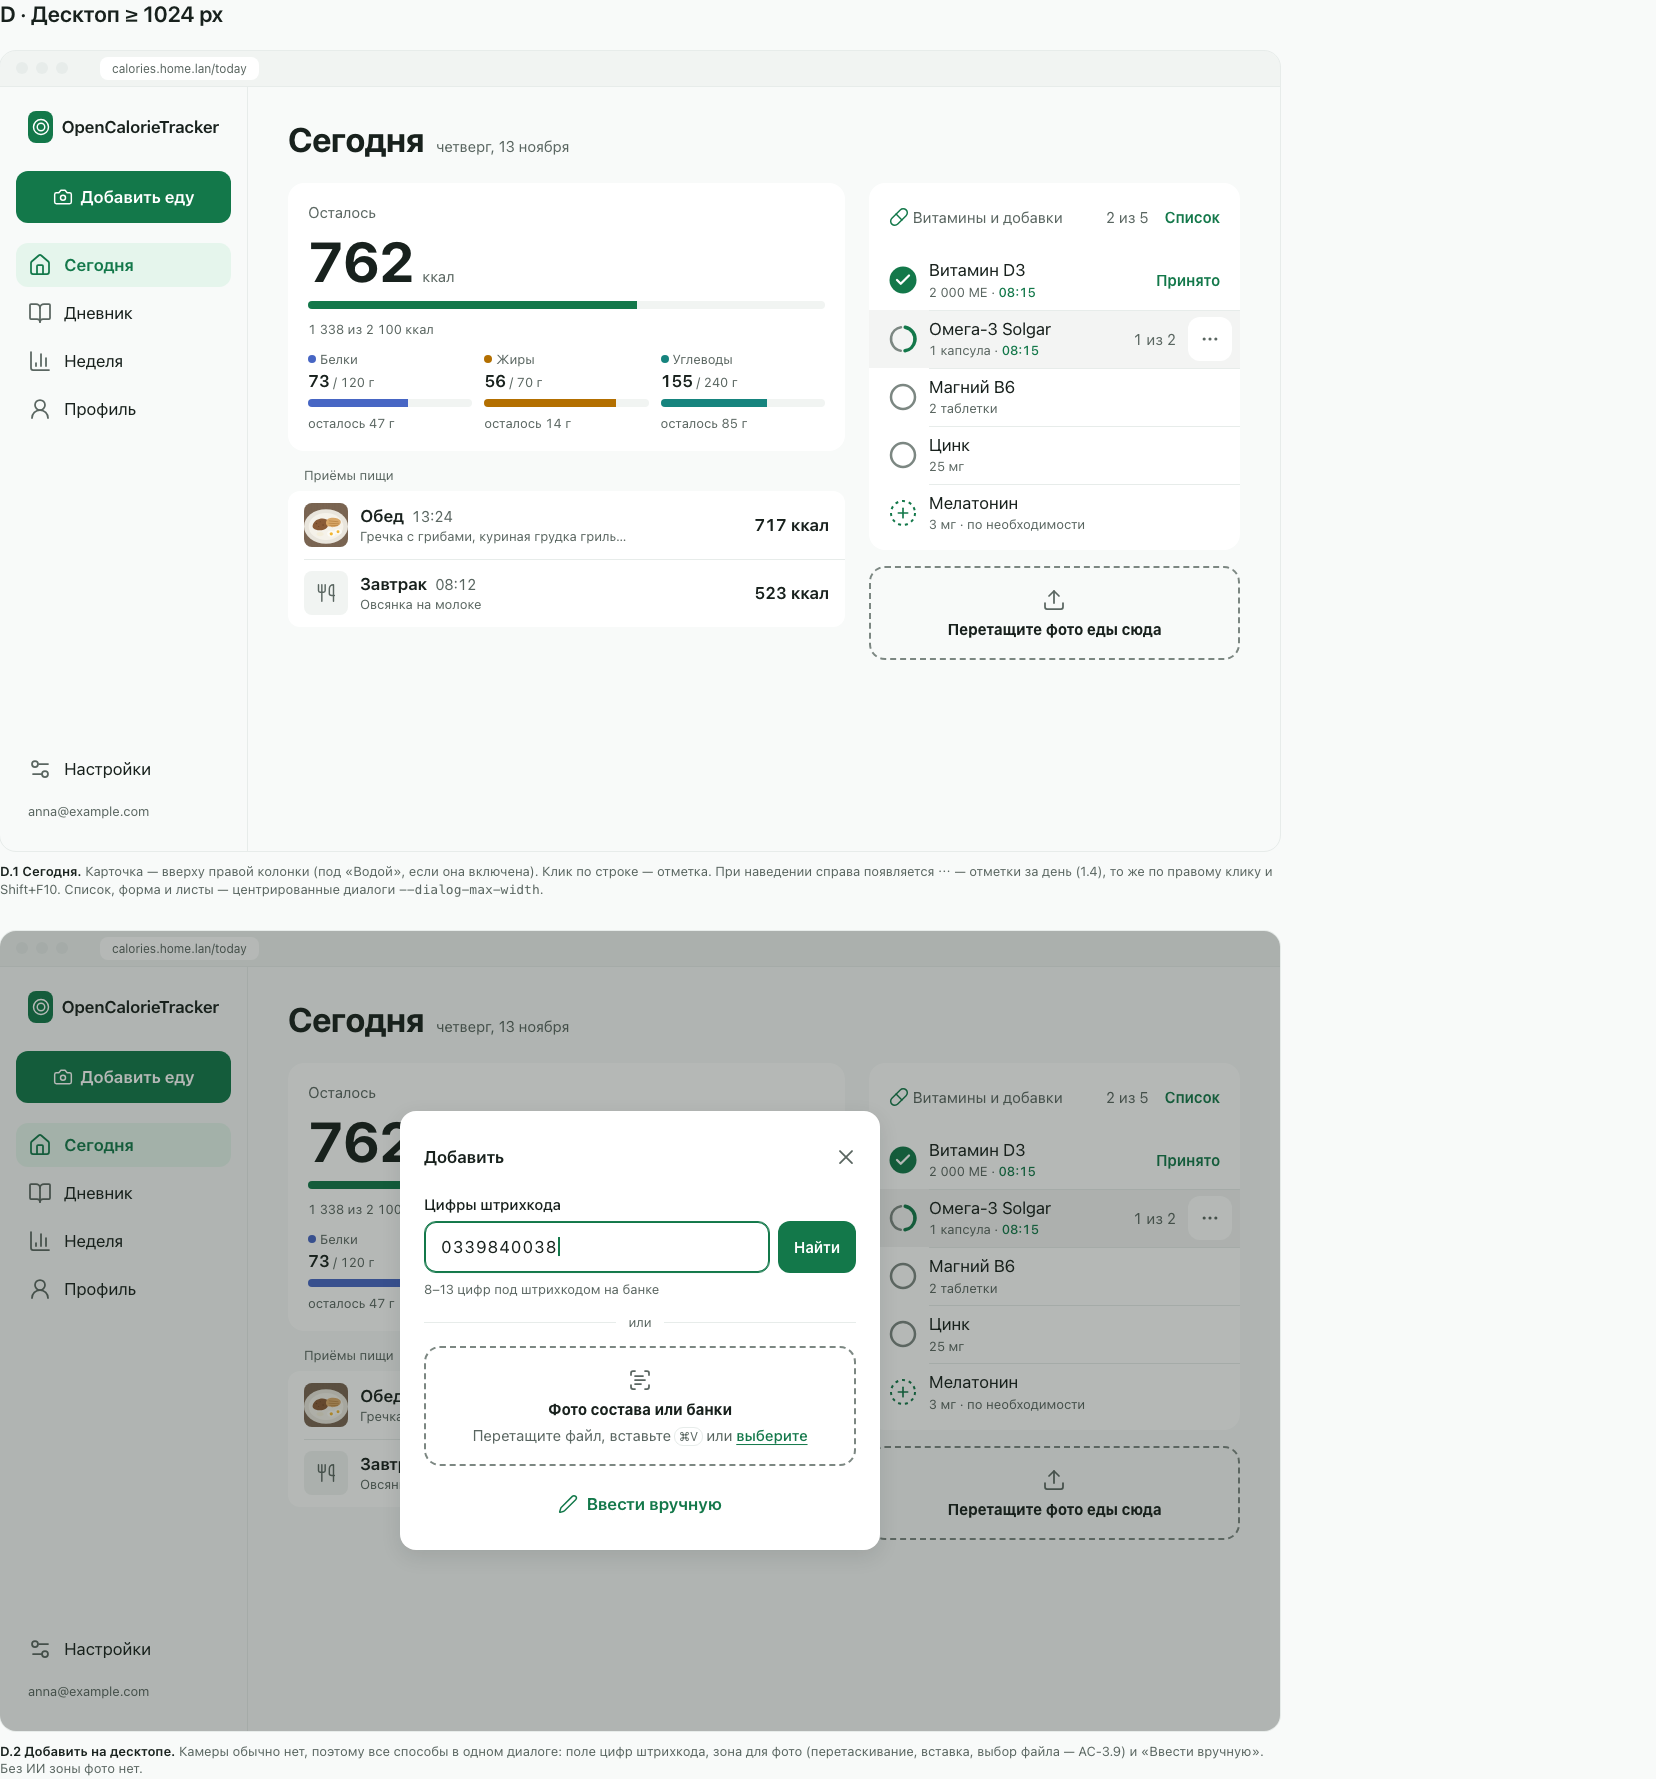 D · Десктоп ≥ 1024 px
calories.home.lan/today
OpenCalorieTracker
Добавить еду
Сегодня
Дневник
Неделя
Профиль
Настройки
anna@example.com
Сегодня четверг, 13 ноября
Осталось
762 ккал
1 338 из 2 100 ккал
Белки
73 / 120 г
осталось 47 г
Жиры
56 / 70 г
осталось 14 г
Углеводы
155 / 240 г
осталось 85 г
Приёмы пищи
Обед 13:24
Гречка с грибами, куриная грудка гриль...
717 ккал
Завтрак 08:12
Овсянка на молоке
523 ккал
Витамины и добавки 2 из 5 Список
Витамин D3
2 000 МЕ · 08:15
Принято
Омега-3 Solgar
1 капсула · 08:15
1 из 2
Магний B6
2 таблетки
Цинк
25 мг
Мелатонин
3 мг · по необходимости
Перетащите фото еды сюда
D.1 Сегодня. Карточка — вверху правой колонки (под «Водой», если она включена). Клик по строке — отметка. При наведении справа появляется ··· — отметки за день (1.4), то же по правому клику и
Shift+F10. Список, форма и листы — центрированные диалоги --dialog-max-width.
calories.home.lan/today
OpenCalorieTracker
Добавить еду
Сегодня
Дневник
Неделя
Профиль
Настройки
anna@example.com
Сегодня четверг, 13 ноября
Осталось
762
1 338 из 2 100
Белки
73 / 120 г
осталось 47 г
Приёмы пищи
Обед
Гречка
Завтр
Овсян
Добавить
Цифры штрихкода
0339840038
Найти
8–13 цифр под штрихкодом на банке
или
Фото состава или банки
Перетащите файл, вставьте ⌘V или выберите
Ввести вручную
Витамины и добавки 2 из 5 Список
Витамин D3
2 000 МЕ · 08:15
Принято
Омега-3 Solgar
1 капсула · 08:15
1 из 2
Магний B6
2 таблетки
Цинк
25 мг
Мелатонин
3 мг · по необходимости
Перетащите фото еды сюда
D.2 Добавить на десктопе. Камеры обычно нет, поэтому все способы в одном диалоге: поле цифр штрихкода, зона для фото (перетаскивание, вставка, выбор файла — AC-3.9) и «Ввести вручную».
Без ИИ зоны фото нет.